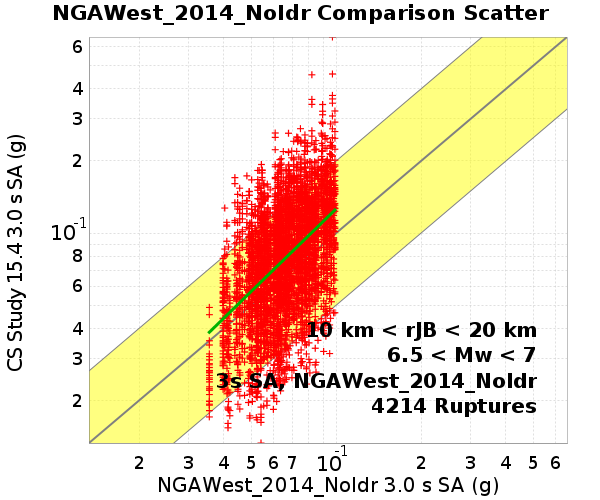 NGAWest_2014_NoIdr Comparison Scatter
6
4
3
2
10-1
8
6
4
3
2
CS Study 15.4 3.0 s SA (g)
10 km < rJB < 20 km
6.5 < Mw < 7
3s SA, NGAWest_2014_NoIdr
4214 Ruptures
2 3 4 5 6 7 10-1 2 3 4 5 6
NGAWest_2014_NoIdr 3.0 s SA (g)